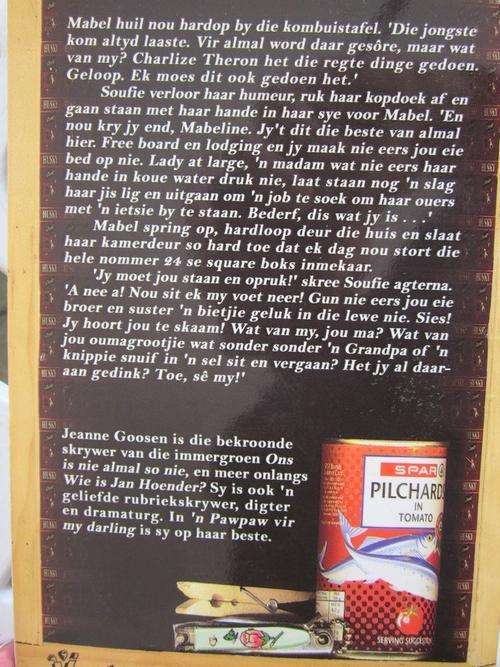 Mabel huil nou hardop by die kombuistafel. 'Die jongste
kom altyd laaste. Vir almal word daar gesôre, maar wat
van my? Charlize Theron het die regte dinge gedoen.
Geloop. Ek moes dit ook gedoen het.'
Soufie verloor haar humeur, ruk haar kopdoek af en
gaan staan met haar hande in haar sye voor Mabel. 'En
nou kry jy end, Mabeline. Jy't dit die beste van almal
hier. Free board en lodging en jy maak nie eers jou eie
bed op nie. Lady at large, 'n madam wat nie eers haar
hande in koue water druk nie, laat staan nog 'n slag
haar jis lig en uitgaan om 'n job te soek om haar ouers
met 'n ietsie by te staan. Bederf, dis wat jy is . . .'
Mabel spring op, hardloop deur die huis en slaat
haar kamerdeur so hard toe dat ek dag nou stort die
hele nommer 24 se square boks inmekaar.
'Jy moet jou staan en opruk!' skree Soufie agterna.
'A nee a! Nou sit ek my voet neer! Gun nie eers jou eie
broer en suster 'n bietjie geluk in die lewe nie. Sies!
Jy hoort jou te skaam! Wat van my, jou ma? Wat van
jou oumagrootjie wat sonder sonder 'n Grandpa of 'n
knippie snuif in 'n sel sit en vergaan? Het jy al daar-
aan gedink? Toe, sê my!'
Jeanne Goosen is die bekroonde
skrywer van die immergroen Ons
is nie almal so nie, en meer onlangs
Wie is Jan Hoender? Sy is ook 'n
geliefde rubriekskrywer, digter
en dramaturg. In 'n Pawpaw vir
my darling is sy op haar beste.
SPAR
PILCHARDS
IN
TOMATO